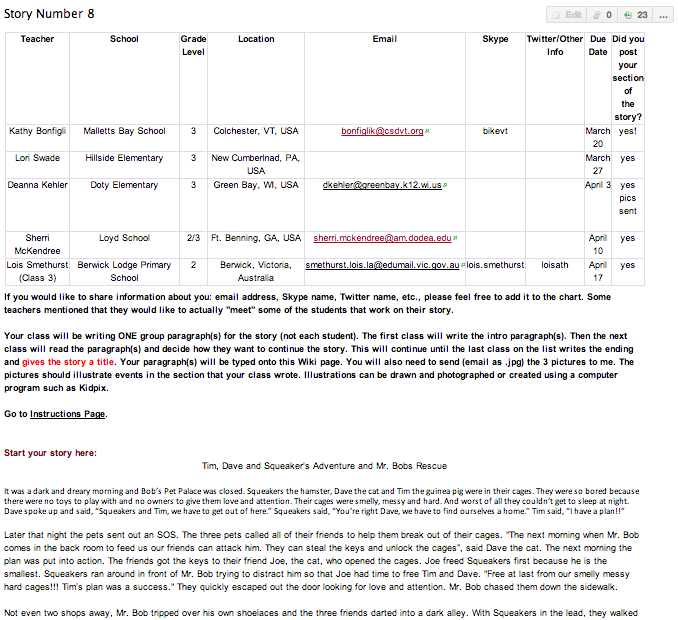 Story Number 8
Edit 0 23 ...
Teacher School Grade Level Location Email Skype Twitter/Other Info Due Date Did you post your section of the story?
Kathy Bonfigli Malletts Bay School 3 Colchester, VT, USA bonfiglik@csdvt.org bikevt March 20 yes!
Lori Swade Hillside Elementary 3 New Cumberlnad, PA, USA March 27 yes
Deanna Kehler Doty Elementary 3 Green Bay, WI, USA dkehler@greenbay.k12.wi.us April 3 yes pics sent
Sherri McKendree Loyd School 2/3 Ft. Benning, GA, USA sherri.mckendree@am.dodea.edu April 10 yes
Lois Smethurst (Class 3) Berwick Lodge Primary School 2 Berwick, Victoria, Australia smethurst.lois.la@edumail.vic.gov.au lois.smethurst loisath April 17 yes
If you would like to share information about you: email address, Skype name, Twitter name, etc., please feel free to add it to the chart. Some
teachers mentioned that they would like to actually "meet" some of the students that work on their story.
Your class will be writing ONE group paragraph(s) for the story (not each student). The first class will write the intro paragraph(s). Then the next
class will read the paragraph(s) and decide how they want to continue the story. This will continue until the last class on the list writes the ending
and gives the story a title. Your paragraph(s) will be typed onto this Wiki page. You will also need to send (email as .jpg) the 3 pictures to me. The
pictures should illustrate events in the section that your class wrote. Illustrations can be drawn and photographed or created using a computer
program such as Kidpix.
Go to Instructions Page.
Start your story here:
Tim, Dave and Squeaker's Adventure and Mr. Bobs Rescue
It was a dark and dreary morning and Bob's Pet Palace was closed. Squeakers the hamster, Dave the cat and Tim the guinea pig were in their cages. They were so bored because
there were no toys to play with and no owners to give them love and attention. Their cages were smelly, messy and hard. And worst of all they couldn't get to sleep at night.
Dave spoke up and said, "Squeakers and Tim, we have to get out of here." Squeakers said, "You're right Dave, we have to find ourselves a home." Tim said, "I have a plan!!"
Later that night the pets sent out an SOS. The three pets called all of their friends to help them break out of their cages. "The next morning when Mr. Bob
comes in the back room to feed us our friends can attack him. They can steal the keys and unlock the cages", said Dave the cat. The next morning the
plan was put into action. The friends got the keys to their friend Joe, the cat, who opened the cages. Joe freed Squeakers first because he is the
smallest. Squeakers ran around in front of Mr. Bob trying to distract him so that Joe had time to free Tim and Dave. "Free at last from our smelly messy
hard cages!!! Tim's plan was a success." They quickly escaped out the door looking for love and attention. Mr. Bob chased them down the sidewalk.
Not even two shops away, Mr. Bob tripped over his own shoelaces and the three friends darted into a dark alley. With Squeakers in the lead, they walked